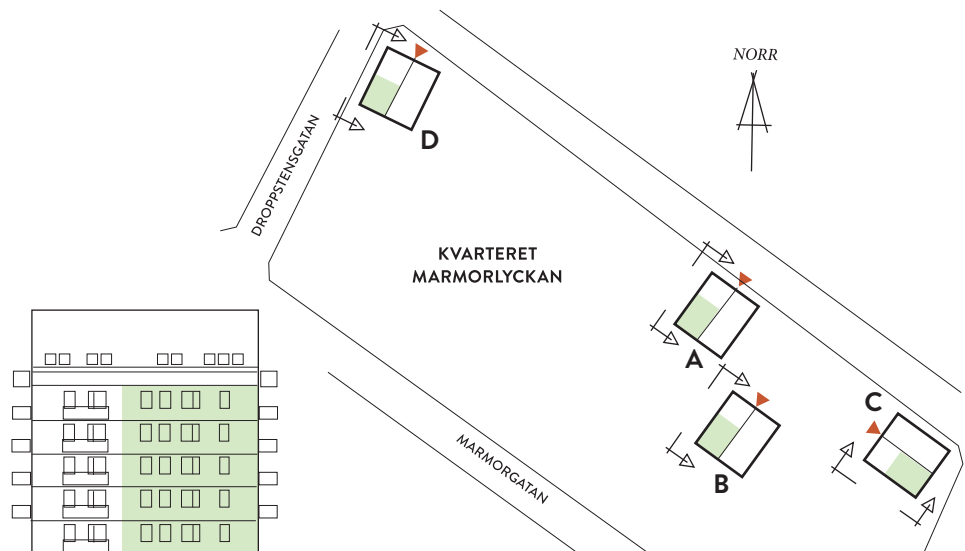 NORR
DROPPSTENSGATAN
D
KVARTERET
MARMORLYCKAN
A
C
MARMORGATAN
B